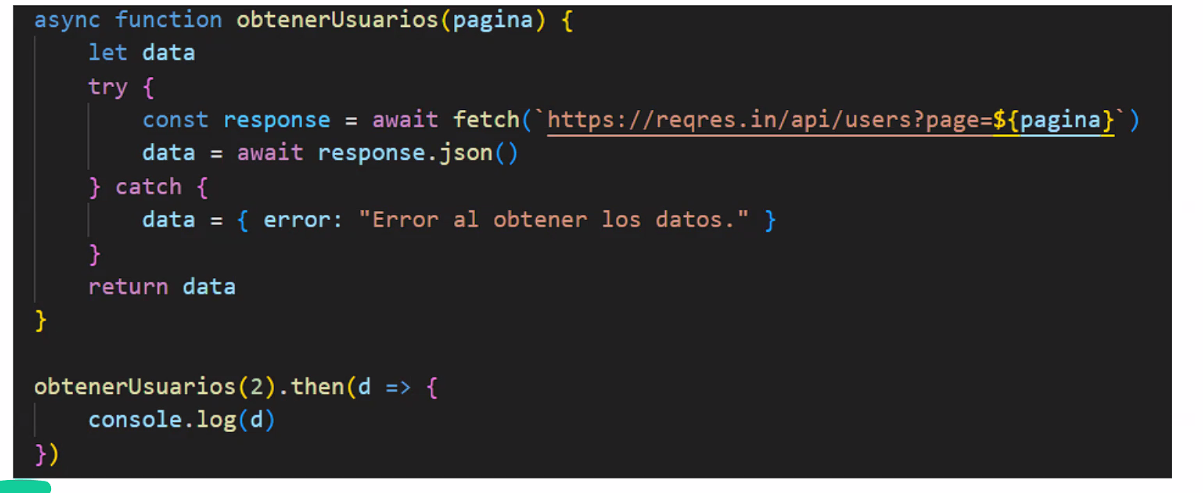 async function obtenerUsuarios(pagina) {
let data
try {
const response = await fetch(`https://reqres.in/api/users?page=${pagina}`)
data = await response.json()
} catch {
data = { error: "Error al obtener los datos." }
}
return data
}
obtenerUsuarios(2).then(d => {
console.log(d)
})